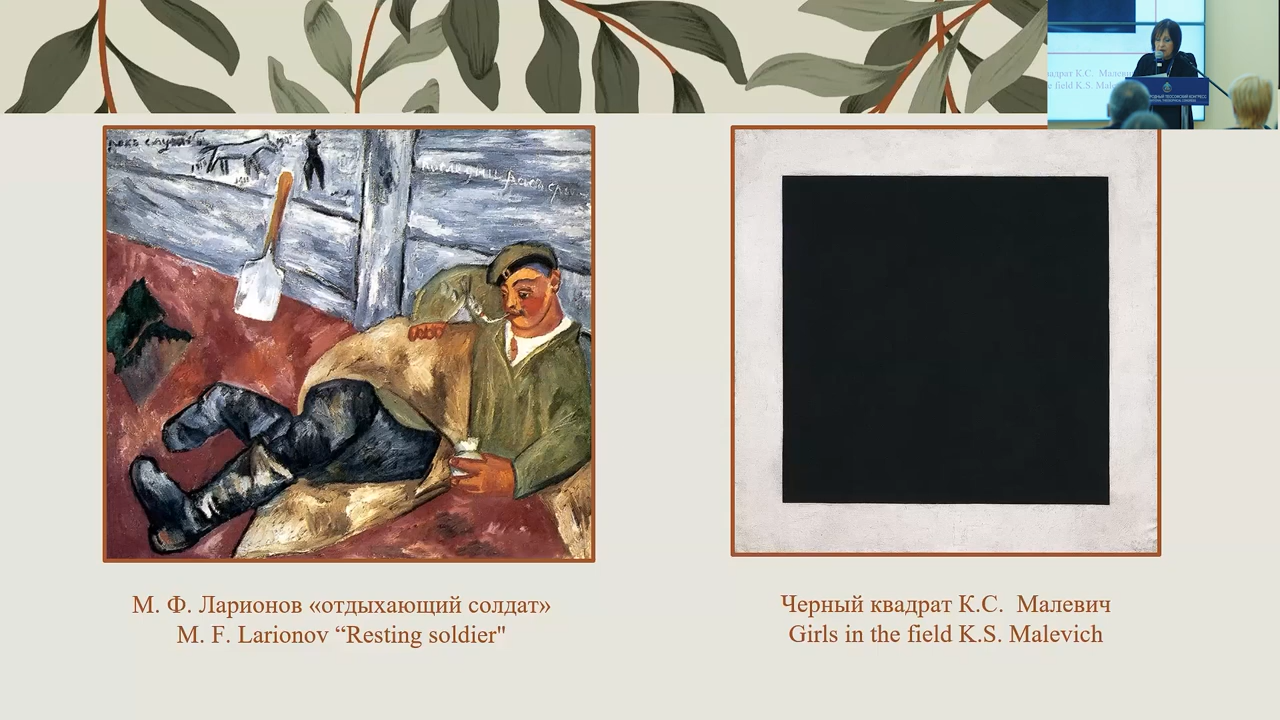 М. Ф. Ларионов «отдыхающий солдат»
M. F. Larionov “Resting soldier"
Черный квадрат К.С.  Малевич
Girls in the field K.S. Malevich